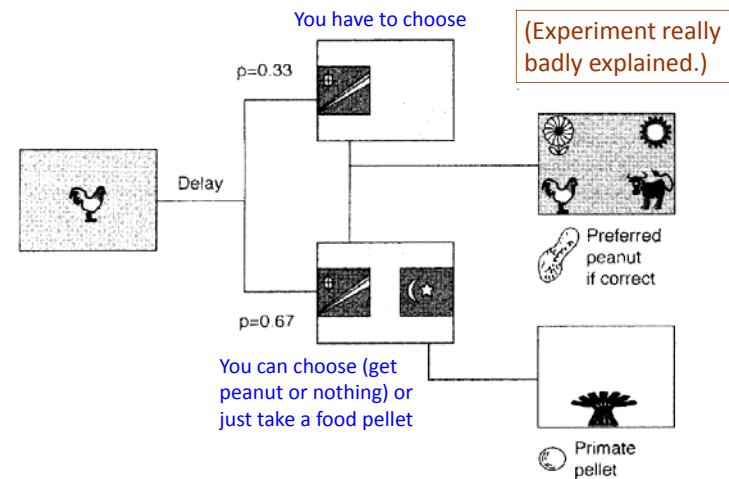 You have to choose
(Experiment really
badly explained.)
p=0.33
Delay
Preferred
peanut
if correct
p=0.67
You can choose (get
peanut or nothing) or
just take a food pellet
Primate
pellet